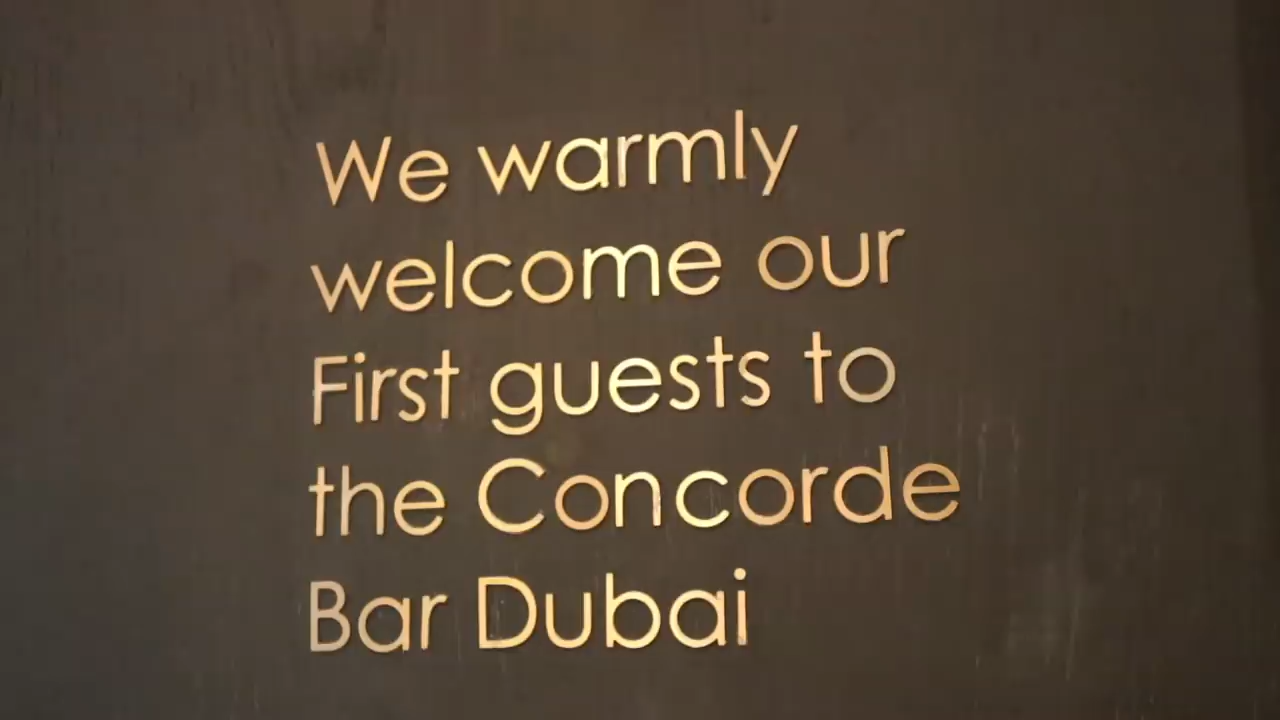 We warmly
welcome our
First guests to
the Concorde
Bar Dubai